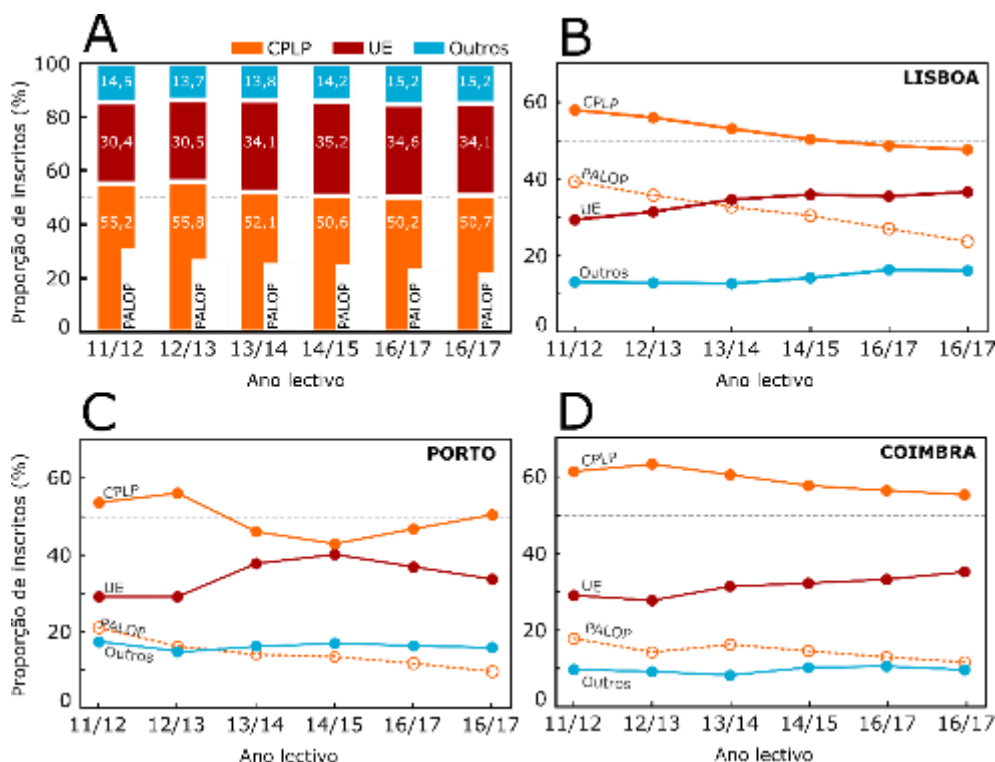 A
CPLP UE Outros
Proporção de inscritos (%)
100
80
60
40
20
0
14,5 13,7 13,8 14,2 15,2 15,2
30,4 30,5 34,1 35,2 34,6 34,1
55,2 55,8 52,1 50,6 50,2 50,7
PALOP PALOP PALOP PALOP PALOP PALOP
11/12 12/13 13/14 14/15 16/17 16/17
Ano lectivo
B
LISBOA
60
40
20
0
CPLP
PALOP
UE
Outros
11/12 12/13 13/14 14/15 16/17 16/17
Ano lectivo
C
PORTO
Proporção de inscritos (%)
60
40
20
0
CPLP
UE
PALOP
Outros
11/12 12/13 13/14 14/15 16/17 16/17
Ano lectivo
D
COIMBRA
60
40
20
0
CPLP
UE
PALOP
Outros
11/12 12/13 13/14 14/15 16/17 16/17
Ano lectivo